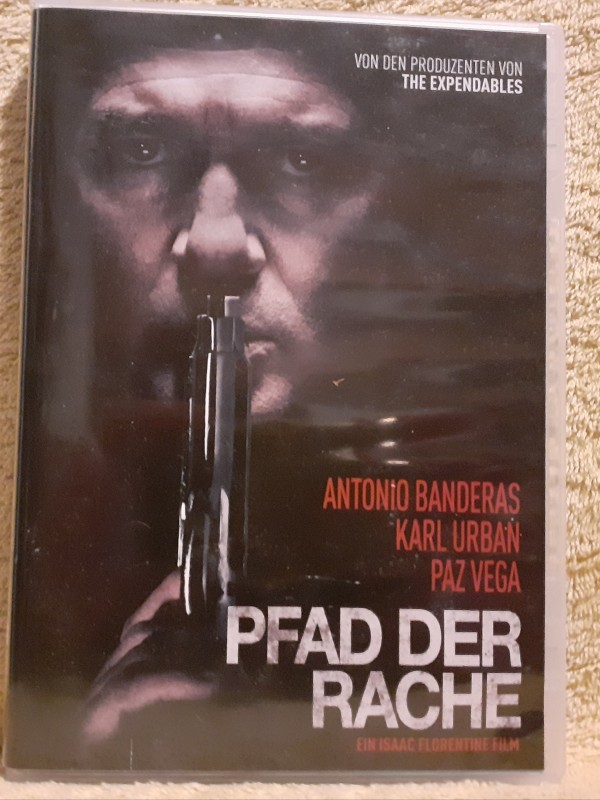 VON DEN PRODUZENTEN VON
THE EXPENDABLES
ANTONIO BANDERAS
KARL URBAN
PAZ VEGA
PFAD DER
RACHE
EIN ISAAC FLORENTINE FILM